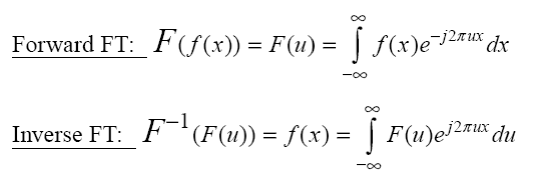 Forward FT: F(f(x)) = F(u) = ∫_{-∞}^{∞} f(x)e^{-j2πux} dx
Inverse FT: F^{-1}(F(u)) = f(x) = ∫_{-∞}^{∞} F(u)e^{j2πux} du